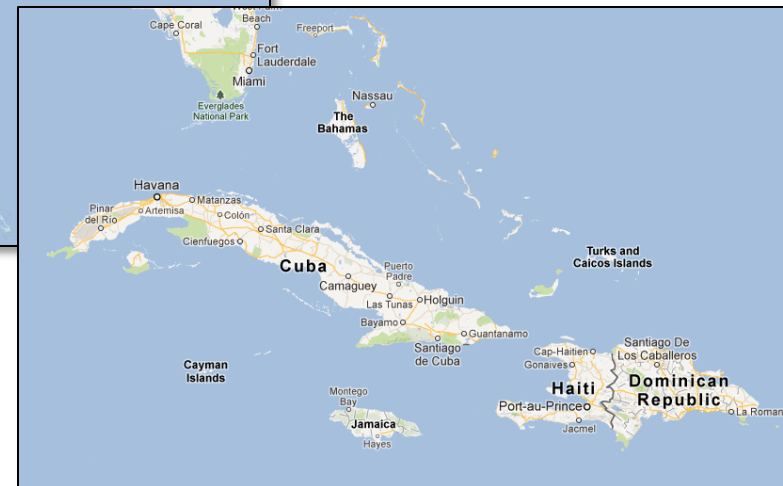 West Palm
Beach
Cape Coral
Freeport
Fort
Lauderdale
Miami
Everglades
National Park
Nassau
The
Bahamas
Havana
Matanzas
Pinar
del Río
Artemisa
Colón
Santa Clara
Cienfuegos
Turks and
Caicos Islands
Cuba
Puerto
Padre
Camaguey
Las Tunas
Holguin
Bayamo
Guantanamo
Santiago
de Cuba
Cap-Haitien
Santiago De
Los Caballeros
Gonaives
Cayman
Islands
Haiti
Dominican
Republic
Montego
Bay
Port-au-Prince
La Roman
Jamaica
Jacmel
Hayes